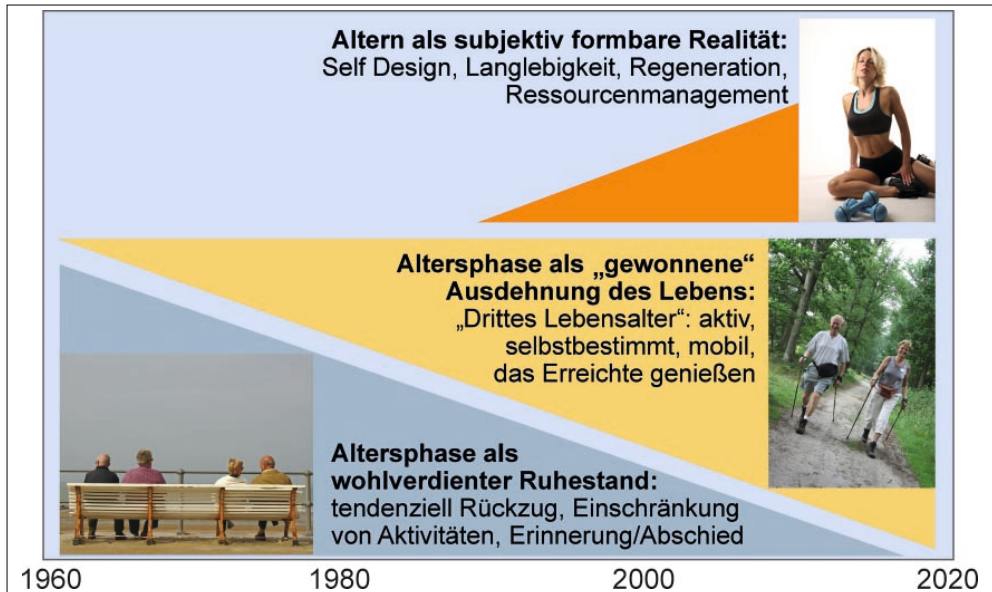 Altern als subjektiv formbare Realität:
Self Design, Langlebigkeit, Regeneration,
Ressourcenmanagement
Altersphase als „gewonnene“
Ausdehnung des Lebens:
„Drittes Lebensalter“: aktiv,
selbstbestimmt, mobil,
das Erreichte genießen
Altersphase als
wohlverdienter Ruhestand:
tendenziell Rückzug, Einschränkung
von Aktivitäten, Erinnerung/Abschied
1960 1980 2000 2020